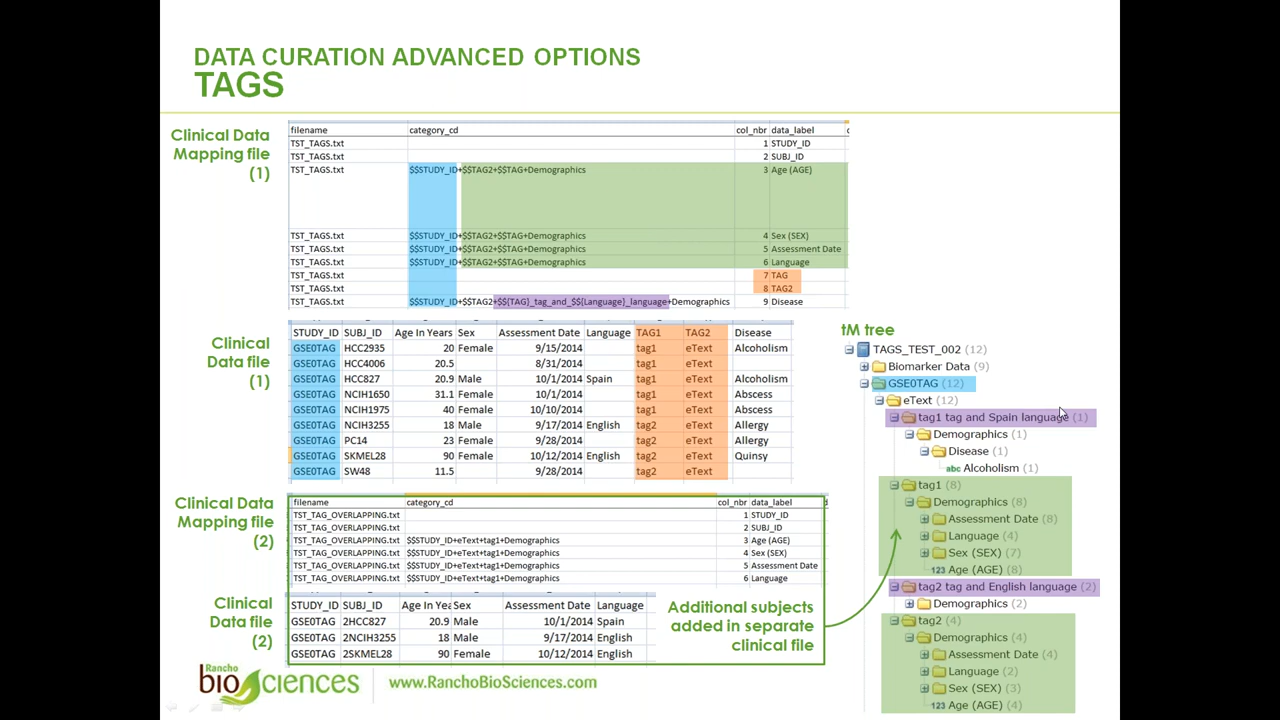 DATA CURATION ADVANCED OPTIONS
TAGS
Clinical Data
Mapping file
(1)
filename category_cd col_nbr data_label
TST_TAGS.txt 1 STUDY_ID
TST_TAGS.txt 2 SUBJ_ID
TST_TAGS.txt $$STUDY_ID+$$TAG2+$$TAG+Demographics 3 Age (AGE)
TST_TAGS.txt $$STUDY_ID+$$TAG2+$$TAG+Demographics 4 Sex (SEX)
TST_TAGS.txt $$STUDY_ID+$$TAG2+$$TAG+Demographics 5 Assessment Date
TST_TAGS.txt $$STUDY_ID+$$TAG2+$$TAG+Demographics 6 Language
TST_TAGS.txt 7 TAG
TST_TAGS.txt 8 TAG2
TST_TAGS.txt $$STUDY_ID+$$TAG2+$${TAG}_tag_and_$${Language}_language+Demographics 9 Disease
Clinical
Data file
(1)
STUDY_ID SUBJ_ID Age In Years Sex Assessment Date Language TAG1 TAG2 Disease
GSE0TAG HCC2935 20 Female 9/15/2014 tag1 eText Alcoholism
GSE0TAG HCC4006 20.5 8/31/2014 tag1 eText
GSE0TAG HCC827 20.9 Male 10/1/2014 Spain tag1 eText Alcoholism
GSE0TAG NCIH1650 31.1 Female 10/1/2014 tag1 eText Abscess
GSE0TAG NCIH1975 40 Female 10/10/2014 tag1 eText Abscess
GSE0TAG NCIH3255 18 Male 9/17/2014 English tag2 eText Allergy
GSE0TAG PC14 23 Female 9/28/2014 tag2 eText Allergy
GSE0TAG SKMEL28 90 Female 10/12/2014 English tag2 eText Quinsy
GSE0TAG SW48 11.5 9/28/2014 tag2 eText
Clinical Data
Mapping file
(2)
filename category_cd col_nbr data_label
TST_TAG_OVERLAPPING.txt 1 STUDY_ID
TST_TAG_OVERLAPPING.txt 2 SUBJ_ID
TST_TAG_OVERLAPPING.txt $$STUDY_ID+eText+tag1+Demographics 3 Age (AGE)
TST_TAG_OVERLAPPING.txt $$STUDY_ID+eText+tag1+Demographics 4 Sex (SEX)
TST_TAG_OVERLAPPING.txt $$STUDY_ID+eText+tag1+Demographics 5 Assessment Date
TST_TAG_OVERLAPPING.txt $$STUDY_ID+eText+tag1+Demographics 6 Language
Clinical
Data file
(2)
STUDY_ID SUBJ_ID Age In Yea Sex Assessment Date Language
GSE0TAG 2HCC827 20.9 Male 10/1/2014 Spain
GSE0TAG 2NCIH3255 18 Male 9/17/2014 English
GSE0TAG 2SKMEL28 90 Female 10/12/2014 English
Additional subjects
added in separate
clinical file
tM tree
TAGS_TEST_002 (12)
Biomarker Data (9)
GSE0TAG (12)
eText (12)
tag1 tag and Spain language (1)
Demographics (1)
Disease (1)
abc Alcoholism (1)
tag1 (8)
Demographics (8)
Assessment Date (8)
Language (4)
Sex (SEX) (7)
123 Age (AGE) (8)
tag2 tag and English language (2)
Demographics (2)
tag2 (4)
Demographics (4)
Assessment Date (4)
Language (2)
Sex (SEX) (3)
123 Age (AGE) (4)
Rancho
bioSciences
www.RanchoBioSciences.com